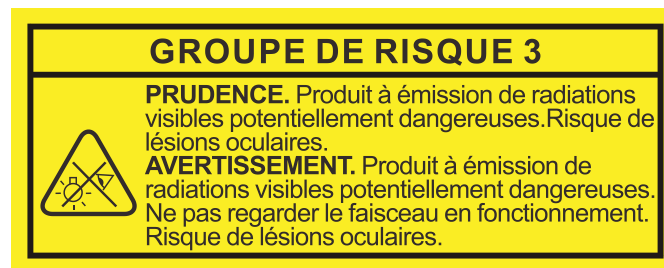 GROUPE DE RISQUE 3
PRUDENCE. Produit à émission de radiations
visibles potentiellement dangereuses.Risque de
lésions oculaires.
AVERTISSEMENT. Produit à émission de
radiations visibles potentiellement dangereuses.
Ne pas regarder le faisceau en fonctionnement.
Risque de lésions oculaires.